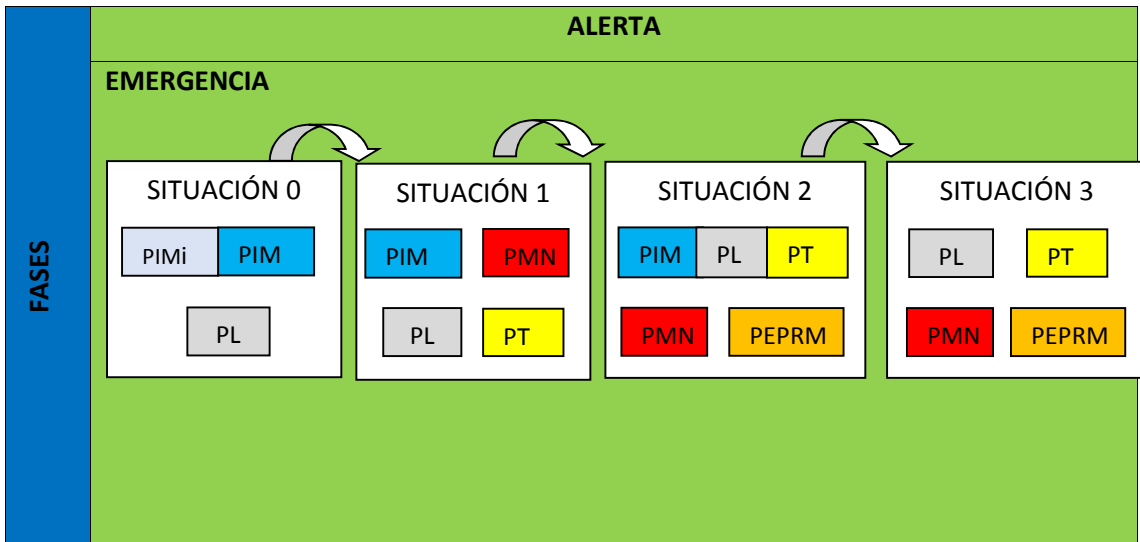 FASES
ALERTA
EMERGENCIA
SITUACIÓN 0
PIMi PIM
PL
SITUACIÓN 1
PIM PMN
PL PT
SITUACIÓN 2
PIM PL PT
PMN PEPRM
SITUACIÓN 3
PL PT
PMN PEPRM